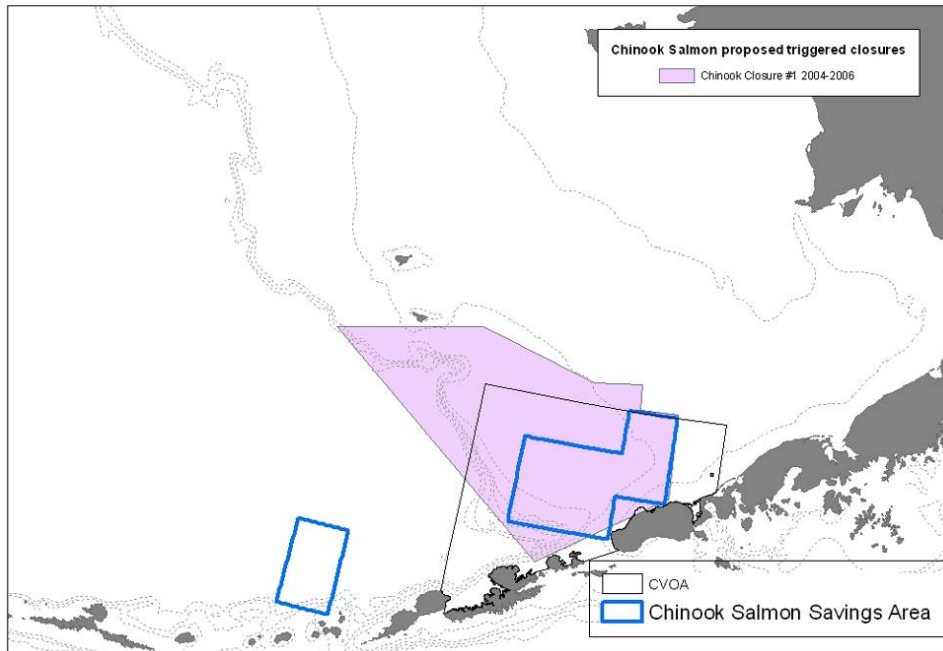 Chinook Salmon proposed triggered closures
Chinook Closure #1 2004-2006
CVOA
Chinook Salmon Savings Area